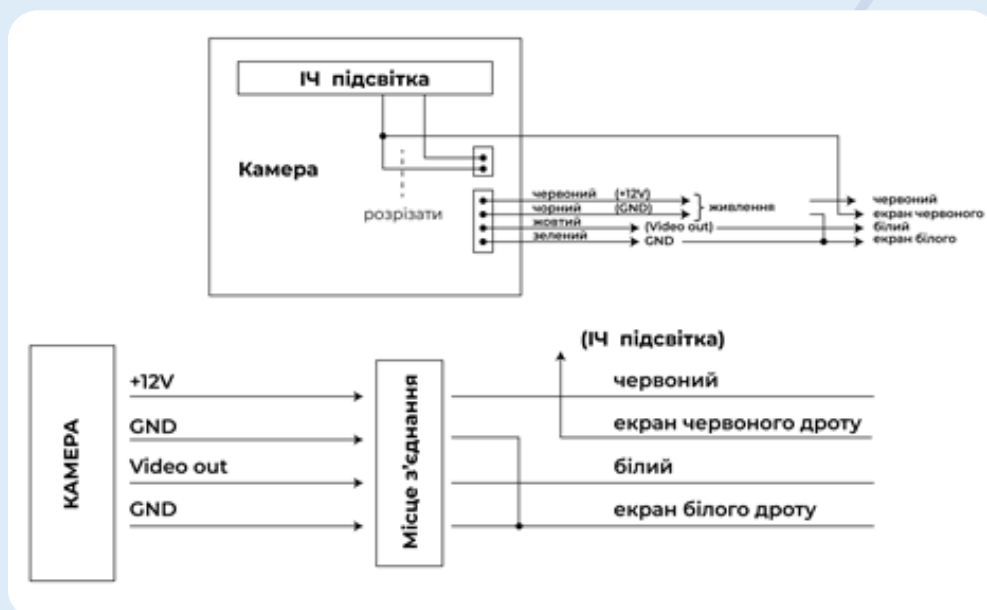 ІЧ підсвітка
Камера
розрізати
червоний (+12V)
чорний (GND)
жовтий
зелений
живлення
(Video out)
GND
червоний
екран червоного
білий
екран білого
(ІЧ підсвітка)
КАМЕРА
+12V
GND
Video out
GND
Місце з’єднання
червоний
екран червоного дроту
білий
екран білого дроту